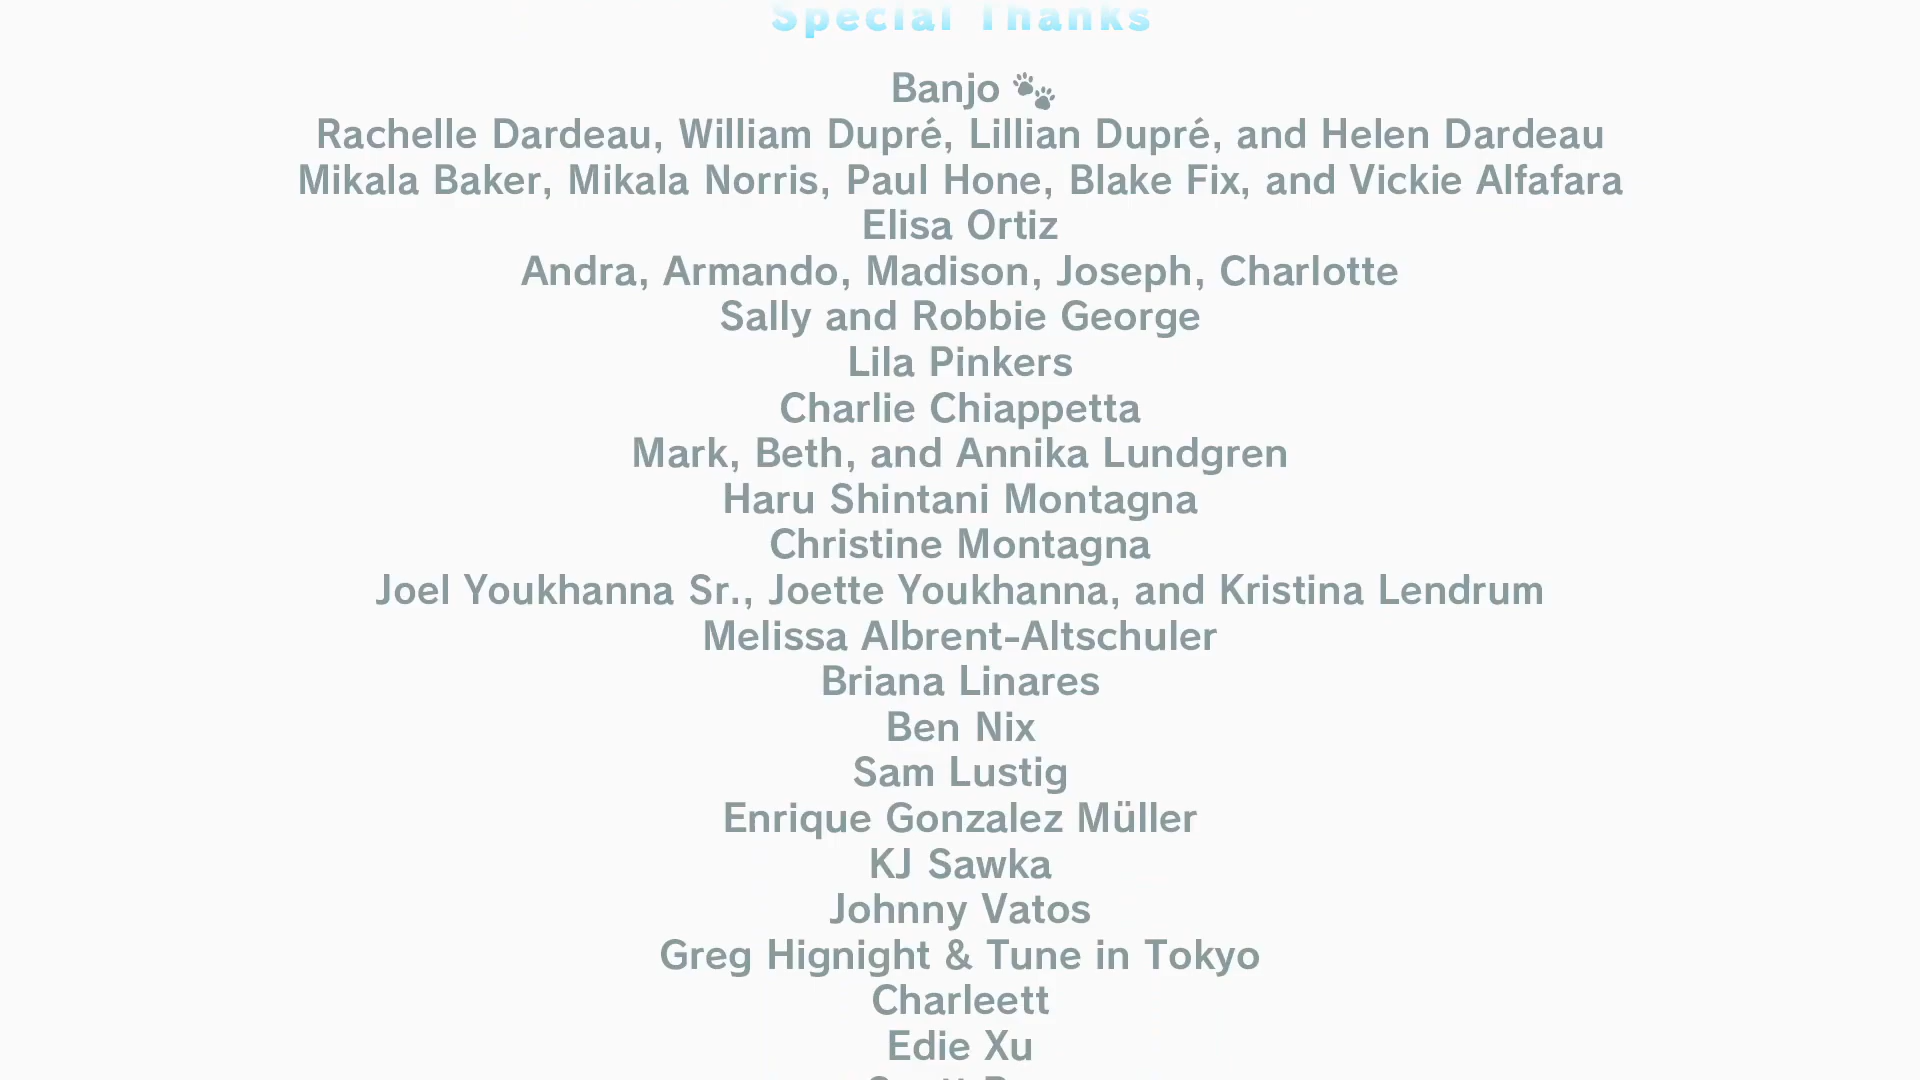 Special Thanks
Banjo 🐾
Rachelle Dardeau, William Dupré, Lillian Dupré, and Helen Dardeau
Mikala Baker, Mikala Norris, Paul Hone, Blake Fix, and Vickie Alfafara
Elisa Ortiz
Andra, Armando, Madison, Joseph, Charlotte
Sally and Robbie George
Lila Pinkers
Charlie Chiappetta
Mark, Beth, and Annika Lundgren
Haru Shintani Montagna
Christine Montagna
Joel Youkhanna Sr., Joette Youkhanna, and Kristina Lendrum
Melissa Albrent-Altschuler
Briana Linares
Ben Nix
Sam Lustig
Enrique Gonzalez Müller
KJ Sawka
Johnny Vatos
Greg Hignight & Tune in Tokyo
Charleett
Edie Xu